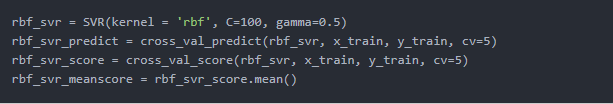 rbf_svr = SVR(kernel = 'rbf', C=100, gamma=0.5)
rbf_svr_predict = cross_val_predict(rbf_svr, x_train, y_train, cv=5)
rbf_svr_score = cross_val_score(rbf_svr, x_train, y_train, cv=5)
rbf_svr_meanscore = rbf_svr_score.mean()